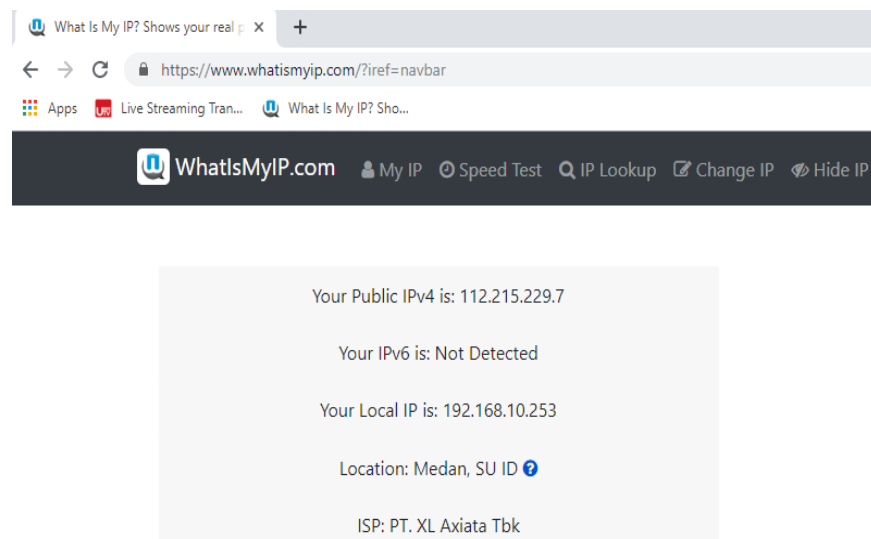 What Is My IP? Shows your real p
https://www.whatismyip.com/?iref=navbar
Apps Live Streaming Tran... What Is My IP? Sho...
WhatIsMyIP.com My IP Speed Test IP Lookup Change IP Hide IP
Your Public IPv4 is: 112.215.229.7
Your IPv6 is: Not Detected
Your Local IP is: 192.168.10.253
Location: Medan, SU ID
ISP: PT. XL Axiata Tbk